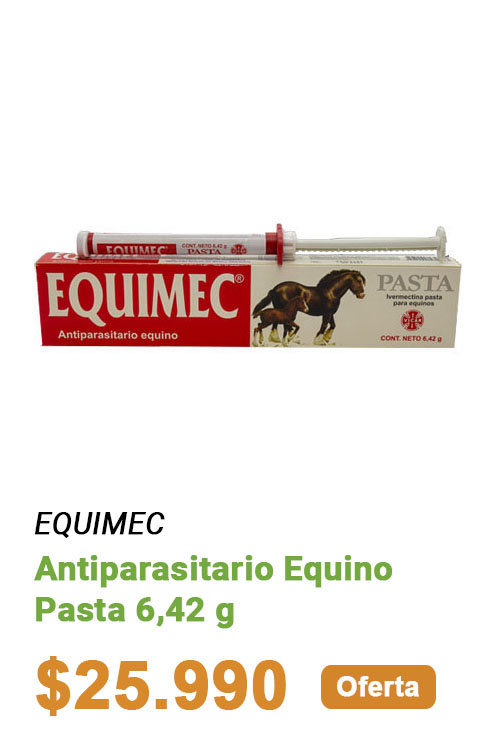 EQUIMEC
CONT. NETO 6,42 g
PASTA
EQUIMEC®
Antiparasitario equino
PASTA
Ivermectina pasta
para equinos
CONT. NETO 6,42 g
EQUIMEC
Antiparasitario Equino
Pasta 6,42 g
$25.990
Oferta